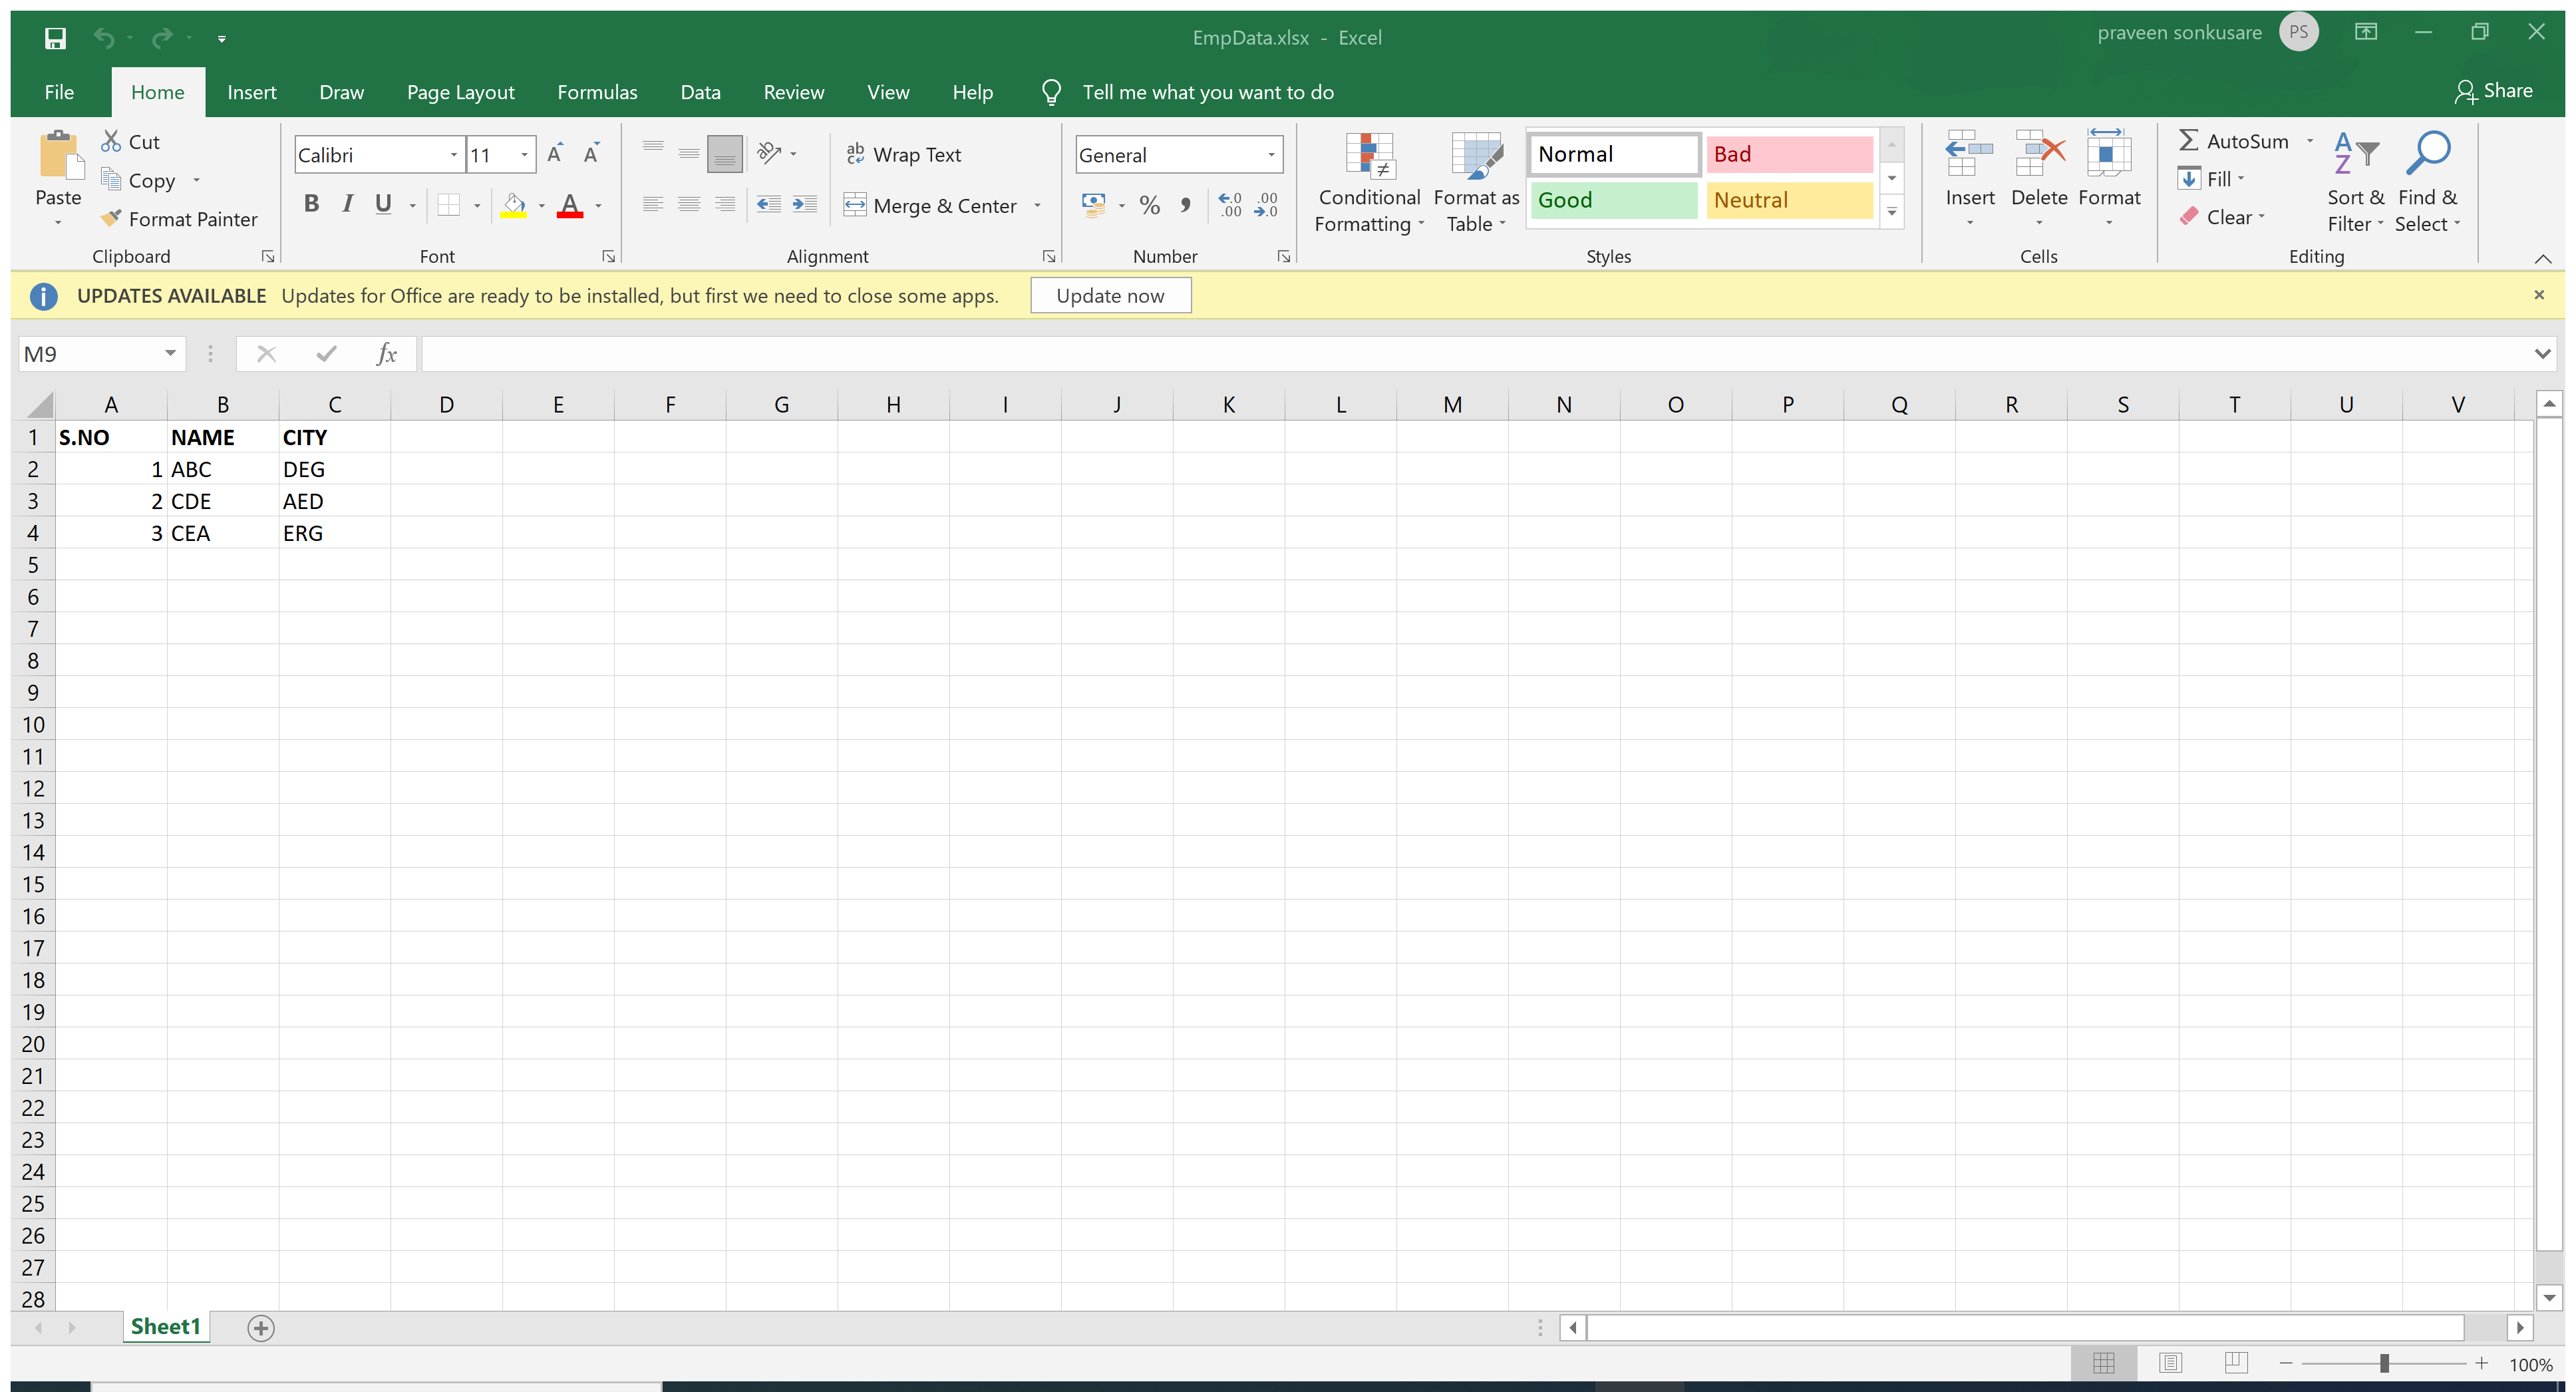 EmpData.xlsx - Excel
praveen sonkusare PS
File Home Insert Draw Page Layout Formulas Data Review View Help Tell me what you want to do Share
Paste
Cut
Copy
Format Painter
Clipboard
Calibri 11
B I U A
Font
Wrap Text
Merge & Center
Alignment
General
% , .0 .00 .00 .0
Number
Conditional Formatting
Format as Table
Normal Bad
Good Neutral
Styles
Insert Delete Format
Cells
AutoSum
Fill
Clear
Sort & Filter
Find & Select
Editing
UPDATES AVAILABLE Updates for Office are ready to be installed, but first we need to close some apps. Update now
M9 fx
A B C D E F G H I J K L M N O P Q R S T U V
1 S.NO NAME CITY
2 1 ABC DEG
3 2 CDE AED
4 3 CEA ERG
5
6
7
8
9
10
11
12
13
14
15
16
17
18
19
20
21
22
23
24
25
26
27
28
Sheet1
100%